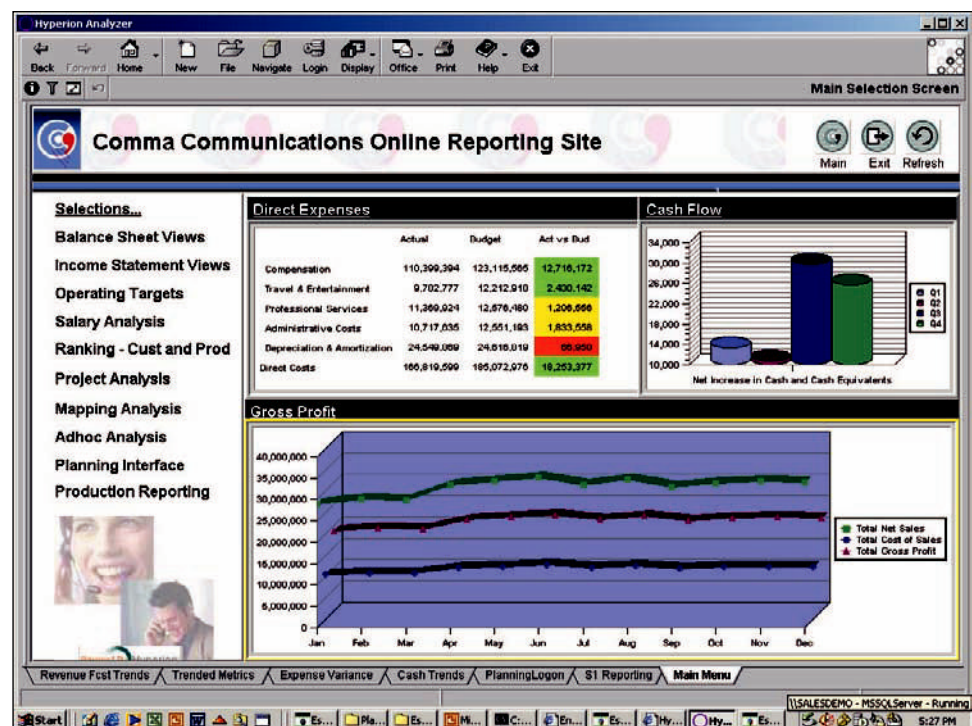 Hyperion Analyzer
Back Forward Home New File Navigate Login Display Office Print Help Exit
Main Selection Screen
Comma Communications Online Reporting Site
Main Exit Refresh
Selections...
Balance Sheet Views
Income Statement Views
Operating Targets
Salary Analysis
Ranking - Cust and Prod
Project Analysis
Mapping Analysis
Adhoc Analysis
Planning Interface
Production Reporting
Direct Expenses
Actual Budget Act vs Bud
Compensation 110,399,394 123,115,565 12,716,172
Travel & Entertainment 9,702,777 12,212,910 2,400,142
Professional Services 11,369,924 12,576,480 1,206,556
Administrative Costs 10,717,635 12,551,193 1,833,558
Depreciation & Amortization 24,549,069 24,616,019 66,950
Direct Costs 166,819,599 185,072,976 18,253,377
Cash Flow
34,000
30,000
26,000
22,000
18,000
14,000
10,000
Net Increase in Cash and Cash Equivalents
Q1
Q2
Q3
Q4
Gross Profit
40,000,000
35,000,000
30,000,000
25,000,000
20,000,000
15,000,000
10,000,000
5,000,000
0
Jan Feb Mar Apr May Jun Jul Aug Sep Oct Nov Dec
Total Net Sales
Total Cost of Sales
Total Gross Profit
Revenue Fcst Trends Trended Metrics Expense Variance Cash Trends PlanningLogon S1 Reporting Main Menu
\\SALESDEMO - MSSQLServer - Running
Start Es... Pla... Es... Mi... C:... En... Es... Hy... Hy... Es... 5:27 PM